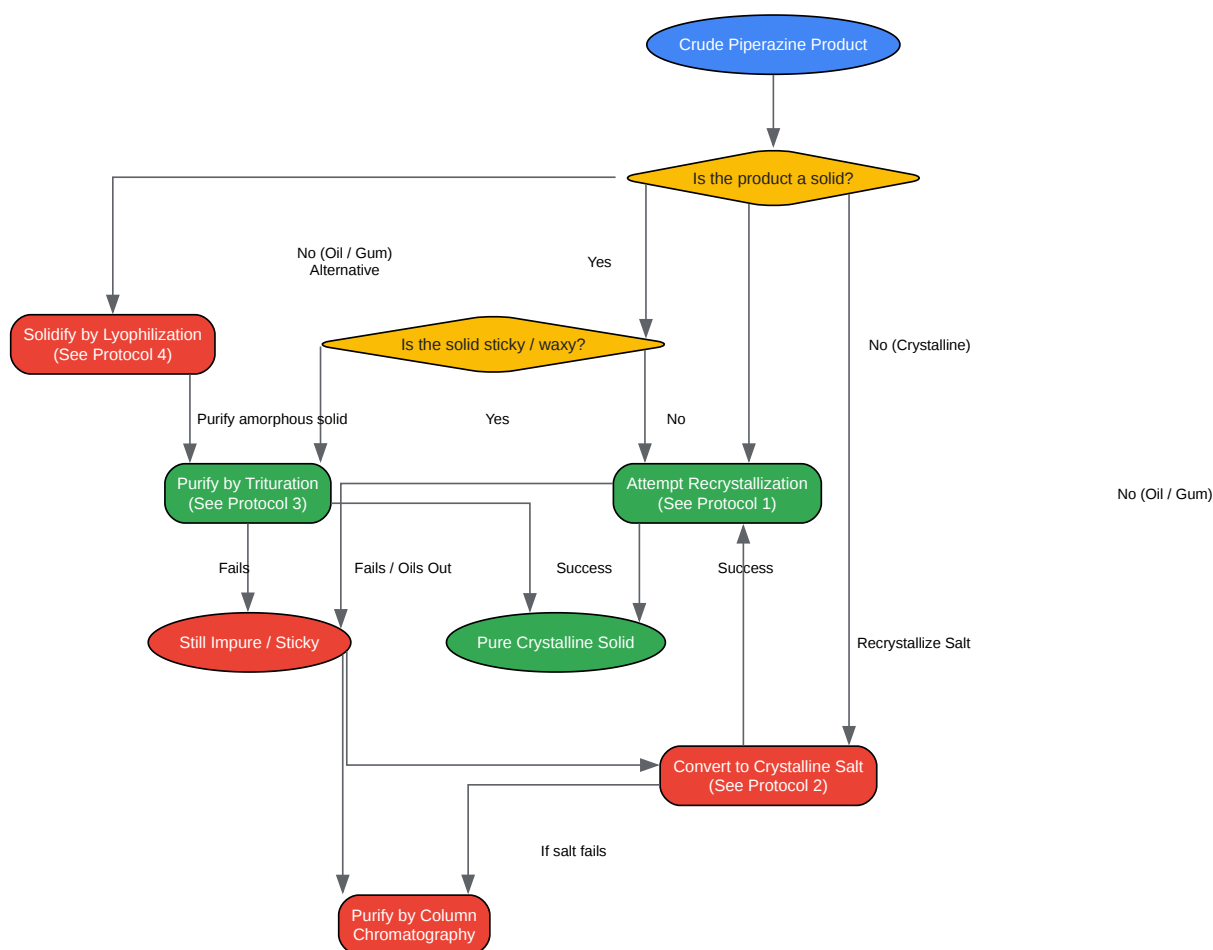 Crude Piperazine Product
Is the product a solid?
No (Oil / Gum)
Alternative
Yes
Solidify by Lyophilization
(See Protocol 4)
Is the solid sticky / waxy?
No (Crystalline)
Purify amorphous solid
Yes
No
Purify by Trituration
(See Protocol 3)
Attempt Recrystallization
(See Protocol 1)
No (Oil / Gum)
Fails
Fails / Oils Out
Success
Success
Still Impure / Sticky
Pure Crystalline Solid
Recrystallize Salt
Convert to Crystalline Salt
(See Protocol 2)
If salt fails
Purify by Column
Chromatography